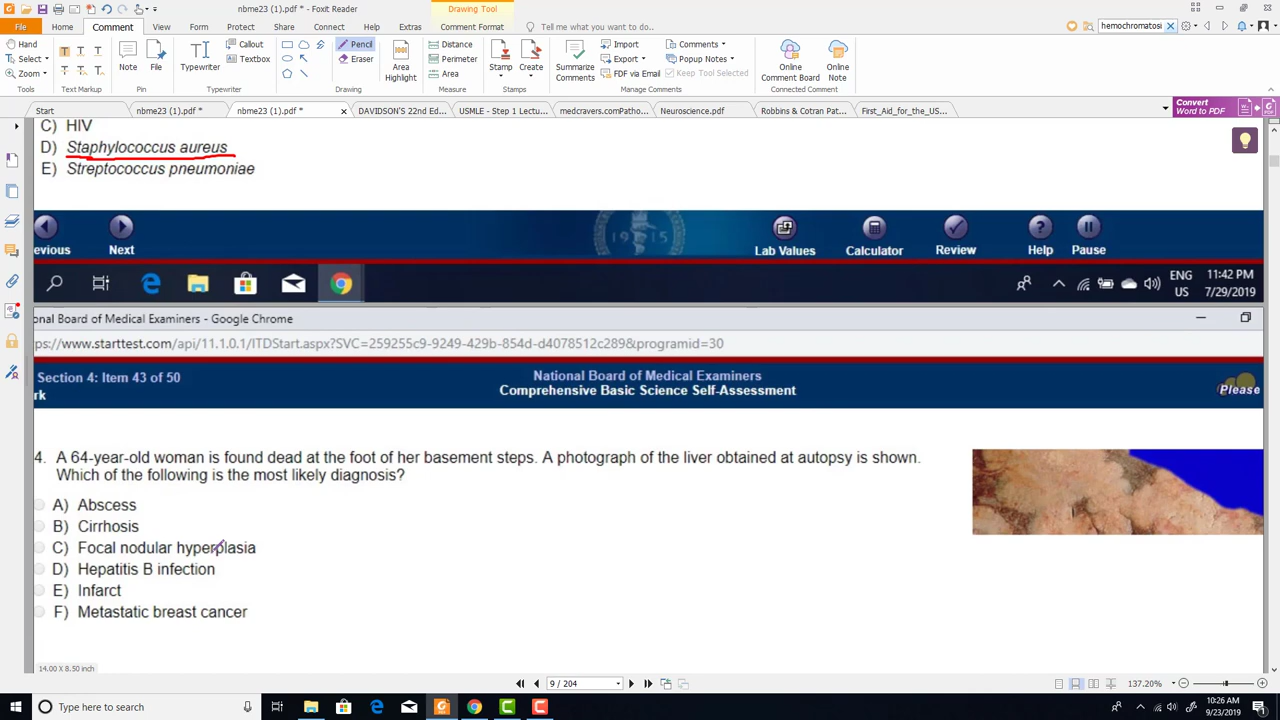 nbme23 (1).pdf * - Foxit Reader
Drawing Tool
File Home Comment View Form Protect Share Connect Help Extras Comment Format Tell me what you want to do... hemochromatosi
Hand
Select
Zoom
Tools
Text Markup
Note
File
Pin
Typewriter
Callout
Textbox
Typewriter
Pencil
Eraser
Drawing
Area Highlight
Distance
Perimeter
Area
Measure
Stamp
Create
Stamps
Summarize Comments
Import
Export
FDF via Email
Comments
Popup Notes
Keep Tool Selected
Manage Comments
Online Comment Board
Online Note
Connected Comment
Start nbme23 (1).pdf * nbme23 (1).pdf * DAVIDSON'S 22nd Ed... USMLE - Step 1 Lectu... medcravers.comPatho... Neuroscience.pdf Robbins & Cotran Pat... First_Aid_for_the_US...
Convert Word to PDF
C) HIV
D) Staphylococcus aureus
E) Streptococcus pneumoniae
1915
evious Next Lab Values Calculator Review Help Pause
ENG US
11:42 PM
7/29/2019
onal Board of Medical Examiners - Google Chrome
ps://www.starttest.com/api/11.1.0.1/ITDStart.aspx?SVC=259255c9-9249-429b-854d-d4078512c289&programid=30
Section 4: Item 43 of 50
rk
National Board of Medical Examiners
Comprehensive Basic Science Self-Assessment
Please
4. A 64-year-old woman is found dead at the foot of her basement steps. A photograph of the liver obtained at autopsy is shown.
Which of the following is the most likely diagnosis?
A) Abscess
B) Cirrhosis
C) Focal nodular hyperplasia
D) Hepatitis B infection
E) Infarct
F) Metastatic breast cancer
14.00 X 8.50 inch
9 / 204
137.20%
Type here to search
10:26 AM
9/23/2019